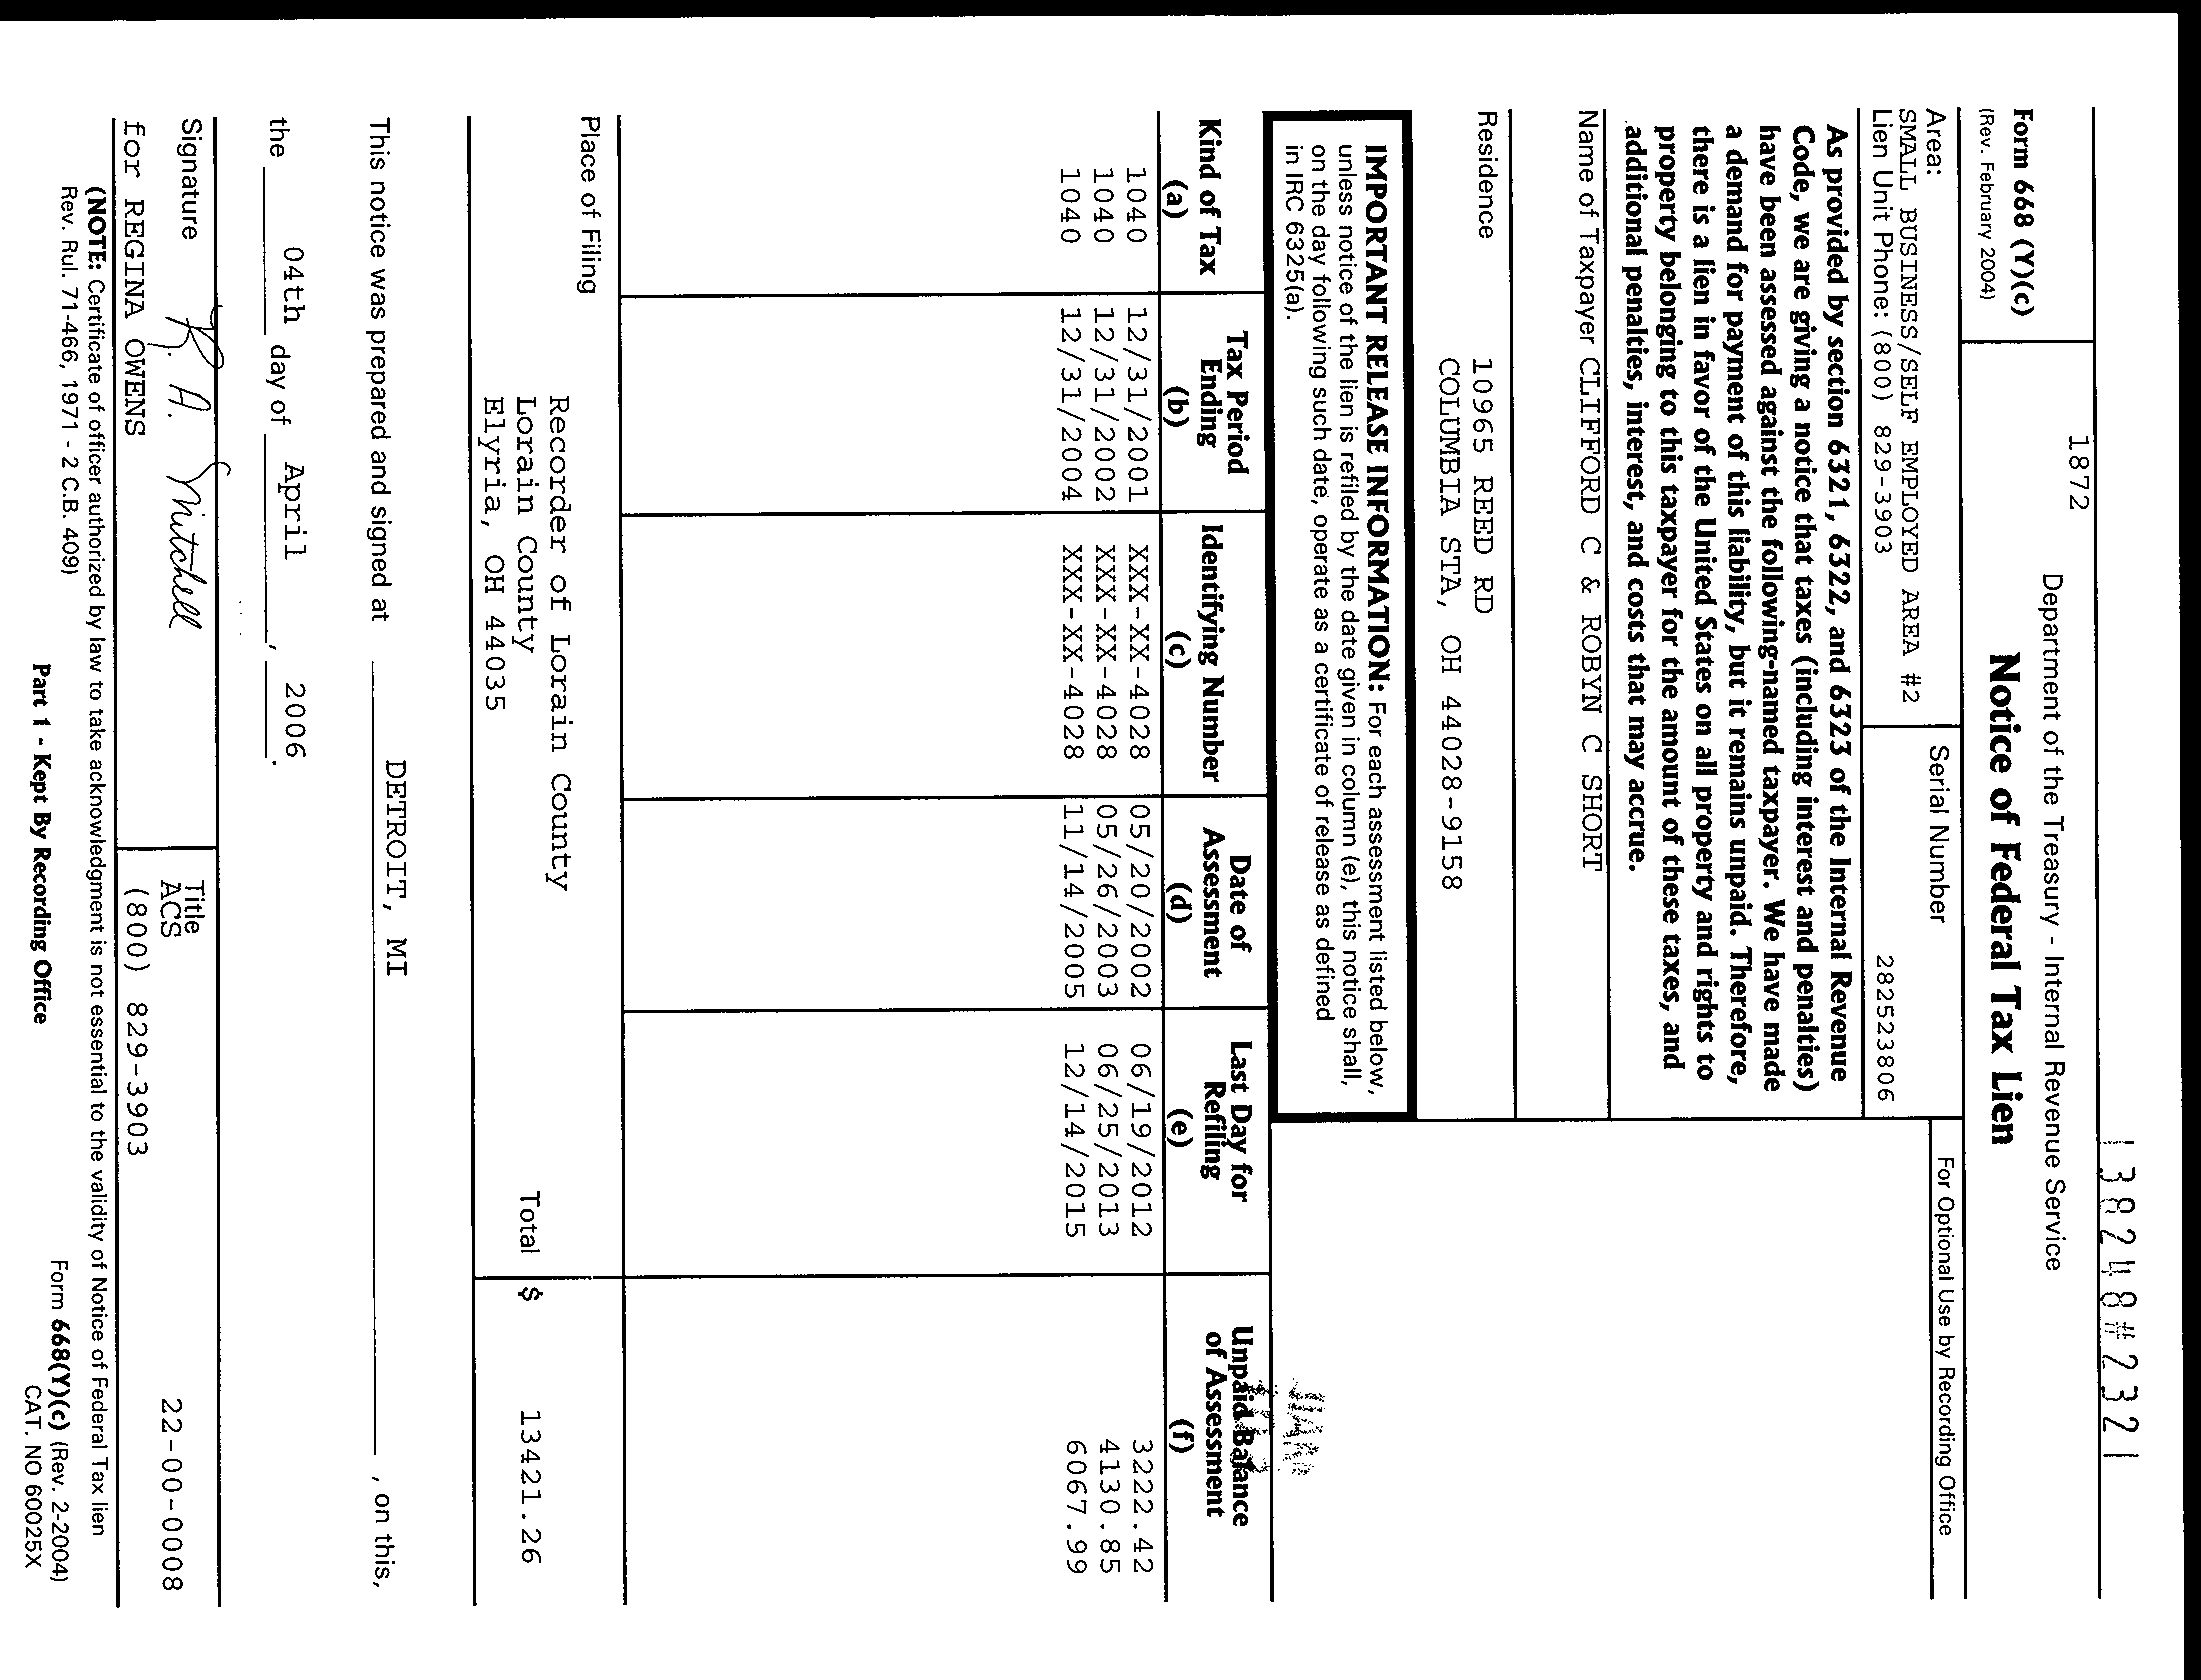 138248#2321
1872
Department of the Treasury - Internal Revenue Service
Form 668 (Y)(c)
(Rev. February 2004)
Notice of Federal Tax Lien
Area:
SMALL BUSINESS/SELF EMPLOYED AREA #2
Lien Unit Phone: (800) 829-3903
Serial Number
282523806
For Optional Use by Recording Office
As provided by section 6321, 6322, and 6323 of the Internal Revenue
Code, we are giving a notice that taxes (including interest and penalties)
have been assessed against the following-named taxpayer. We have made
a demand for payment of this liability, but it remains unpaid. Therefore,
there is a lien in favor of the United States on all property and rights to
property belonging to this taxpayer for the amount of these taxes, and
additional penalties, interest, and costs that may accrue.
Name of Taxpayer CLIFFORD C & ROBYN C SHORT
Residence
10965 REED RD
COLUMBIA STA, OH 44028-9158
IMPORTANT RELEASE INFORMATION: For each assessment listed below,
unless notice of the lien is refiled by the date given in column (e), this notice shall,
on the day following such date, operate as a certificate of release as defined
in IRC 6325(a).
Kind of Tax (a) Tax Period Ending (b) Identifying Number (c) Date of Assessment (d) Last Day for Refiling (e) Unpaid Balance of Assessment (f)
1040 12/31/2001 XXX-XX-4028 05/20/2002 06/19/2012 3222.42
1040 12/31/2002 XXX-XX-4028 05/26/2003 06/25/2013 4130.85
1040 12/31/2004 XXX-XX-4028 11/14/2005 12/14/2015 6067.99
Place of Filing
Recorder of Lorain County
Lorain County
Elyria, OH 44035
Total $ 13421.26
This notice was prepared and signed at DETROIT, MI , on this,
the 04th day of April , 2006.
Signature R. A. Mitchell
for REGINA OWENS
Title
ACS 22-00-0008
(800) 829-3903
(NOTE: Certificate of officer authorized by law to take acknowledgment is not essential to the validity of Notice of Federal Tax lien
Rev. Rul. 71-466, 1971 - 2 C.B. 409)
Part 1 - Kept By Recording Office
Form 668(Y)(c) (Rev. 2-2004)
CAT. NO 60025X